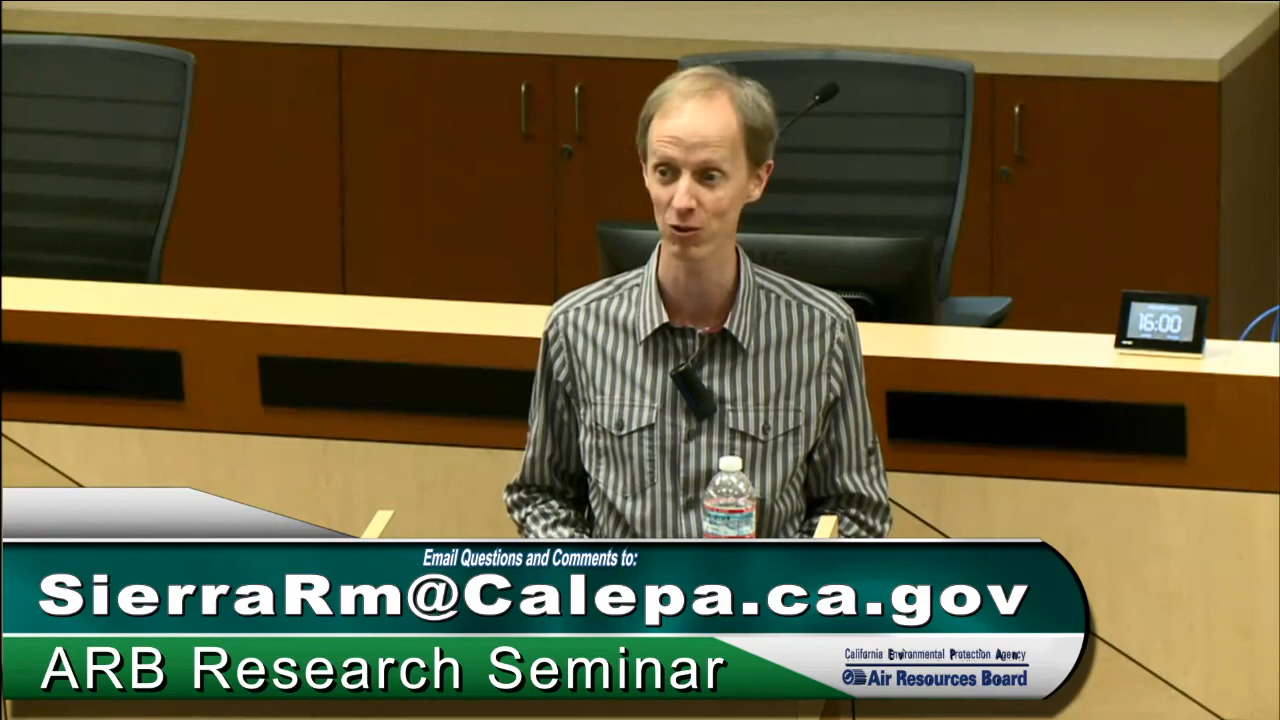 16:00
Email Questions and Comments to:
SierraRm@Calepa.ca.gov
ARB Research Seminar
California Environmental Protection Agency
Air Resources Board